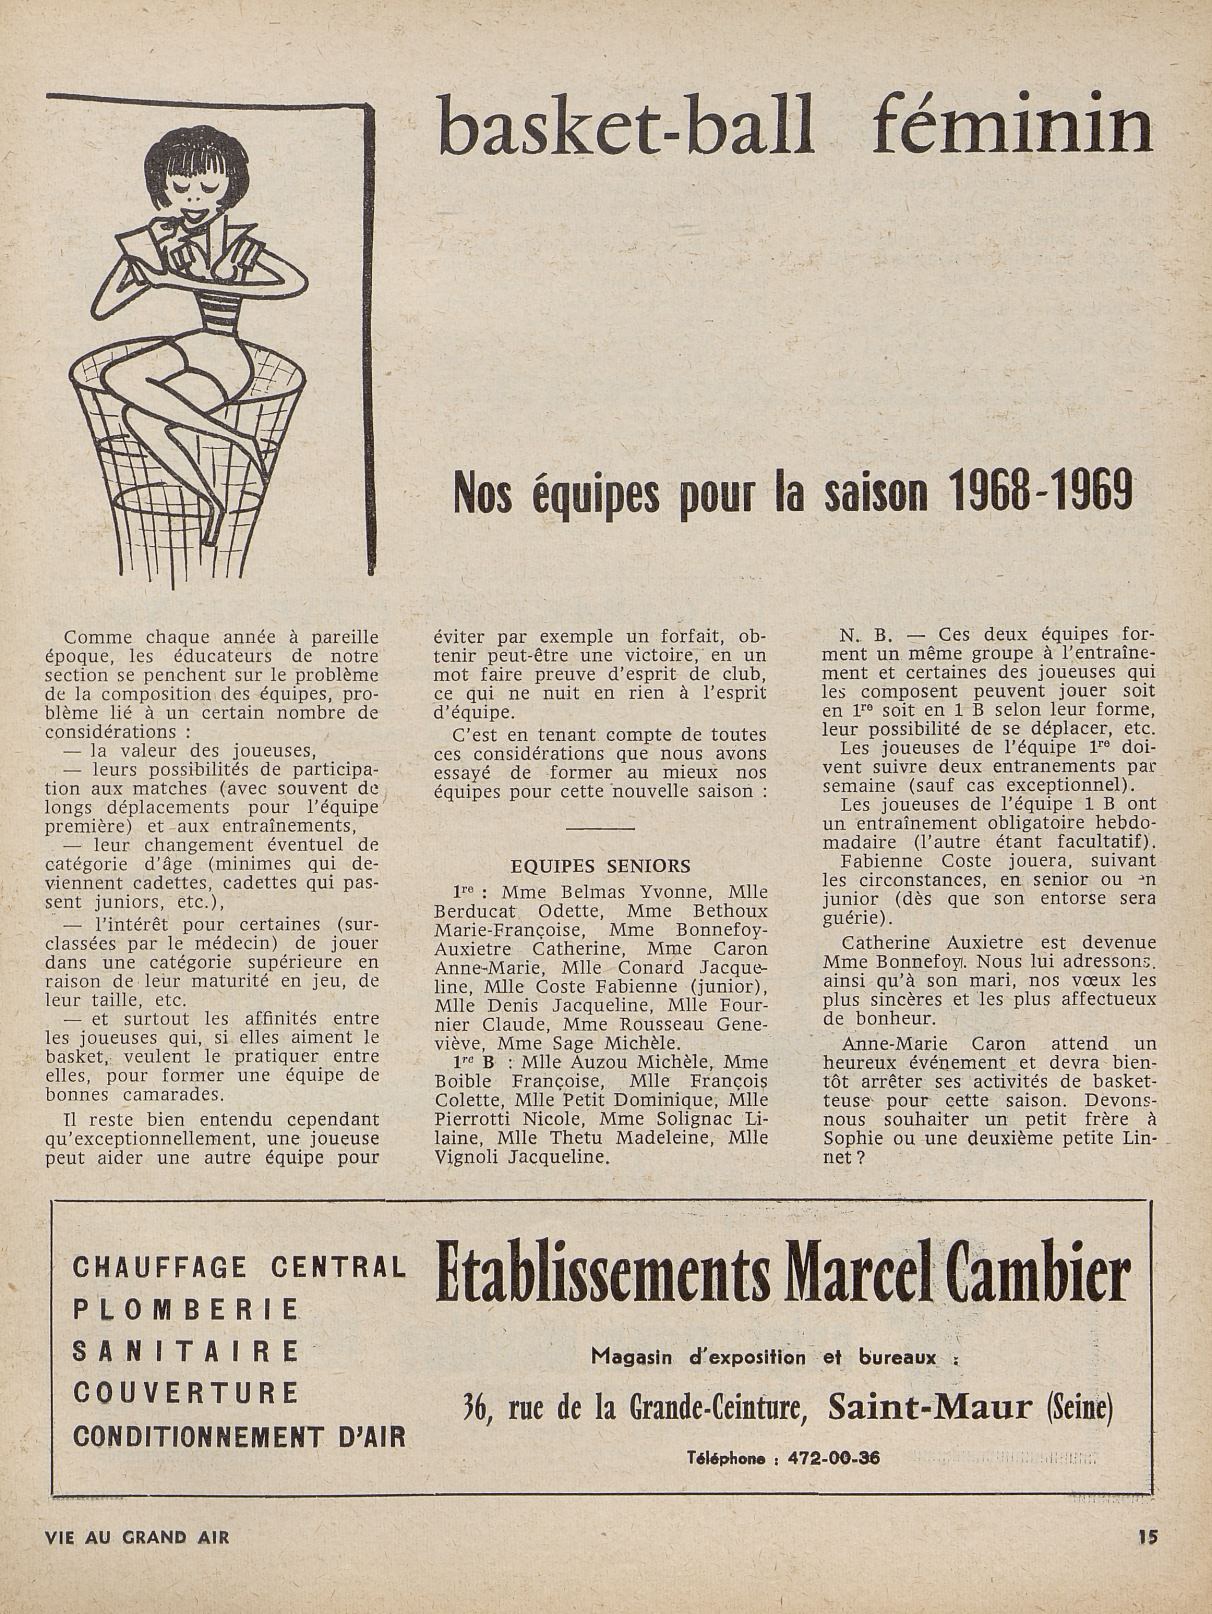 basket-ball féminin
Nos équipes pour la saison 1968-1969
Comme chaque année à pareille
époque, les éducateurs de notre
section se penchent sur le problème
de la composition des équipes, pro-
blème lié à un certain nombre de
considérations :
— la valeur des joueuses,
— leurs possibilités de participa-
tion aux matches (avec souvent de
longs déplacements pour l'équipe
première) et aux entraînements,
— leur changement éventuel de
catégorie d'âge (minimes qui de-
viennent cadettes, cadettes qui pas-
sent juniors, etc.),
— l'intérêt pour certaines (sur-
classées par le médecin) de jouer
dans une catégorie supérieure en
raison de leur maturité en jeu, de
leur taille, etc.
— et surtout les affinités entre
les joueuses qui, si elles aiment le
basket, veulent le pratiquer entre
elles, pour former une équipe de
bonnes camarades.
Il reste bien entendu cependant
qu'exceptionnellement, une joueuse
peut aider une autre équipe pour
éviter par exemple un forfait, ob-
tenir peut-être une victoire, en un
mot faire preuve d'esprit de club,
ce qui ne nuit en rien à l'esprit
d'équipe.
C'est en tenant compte de toutes
ces considérations que nous avons
essayé de former au mieux nos
équipes pour cette nouvelle saison :
EQUIPES SENIORS
1re : Mme Belmas Yvonne, Mlle
Berducat Odette, Mme Bethoux
Marie-Françoise, Mme Bonnefoy-
Auxietre Catherine, Mme Caron
Anne-Marie, Mlle Conard Jacque-
line, Mlle Coste Fabienne (junior),
Mlle Denis Jacqueline, Mlle Four-
nier Claude, Mme Rousseau Gene-
viève, Mme Sage Michèle.
1re B : Mlle Auzou Michèle, Mme
Boible Françoise, Mlle François
Colette, Mlle Petit Dominique, Mlle
Pierrotti Nicole, Mme Solignac Li-
laine, Mlle Thetu Madeleine, Mlle
Vignoli Jacqueline.
N. B. — Ces deux équipes for-
ment un même groupe à l'entraîne-
ment et certaines des joueuses qui
les composent peuvent jouer soit
en 1re soit en 1 B selon leur forme,
leur possibilité de se déplacer, etc.
Les joueuses de l'équipe 1re doi-
vent suivre deux entranements par
semaine (sauf cas exceptionnel).
Les joueuses de l'équipe 1 B ont
un entraînement obligatoire hebdo-
madaire (l'autre étant facultatif).
Fabienne Coste jouera, suivant
les circonstances, en senior ou en
junior (dès que son entorse sera
guérie).
Catherine Auxietre est devenue
Mme Bonnefoy. Nous lui adressons,
ainsi qu'à son mari, nos vœux les
plus sincères et les plus affectueux
de bonheur.
Anne-Marie Caron attend un
heureux événement et devra bien-
tôt arrêter ses activités de basket-
teuse pour cette saison. Devons-
nous souhaiter un petit frère à
Sophie ou une deuxième petite Lin-
net ?
CHAUFFAGE CENTRAL
PLOMBERIE
SANITAIRE
COUVERTURE
CONDITIONNEMENT D'AIR
Etablissements Marcel Cambier
Magasin d'exposition et bureaux :
36, rue de la Grande-Ceinture, Saint-Maur (Seine)
Téléphone : 472-00-36
VIE AU GRAND AIR
15